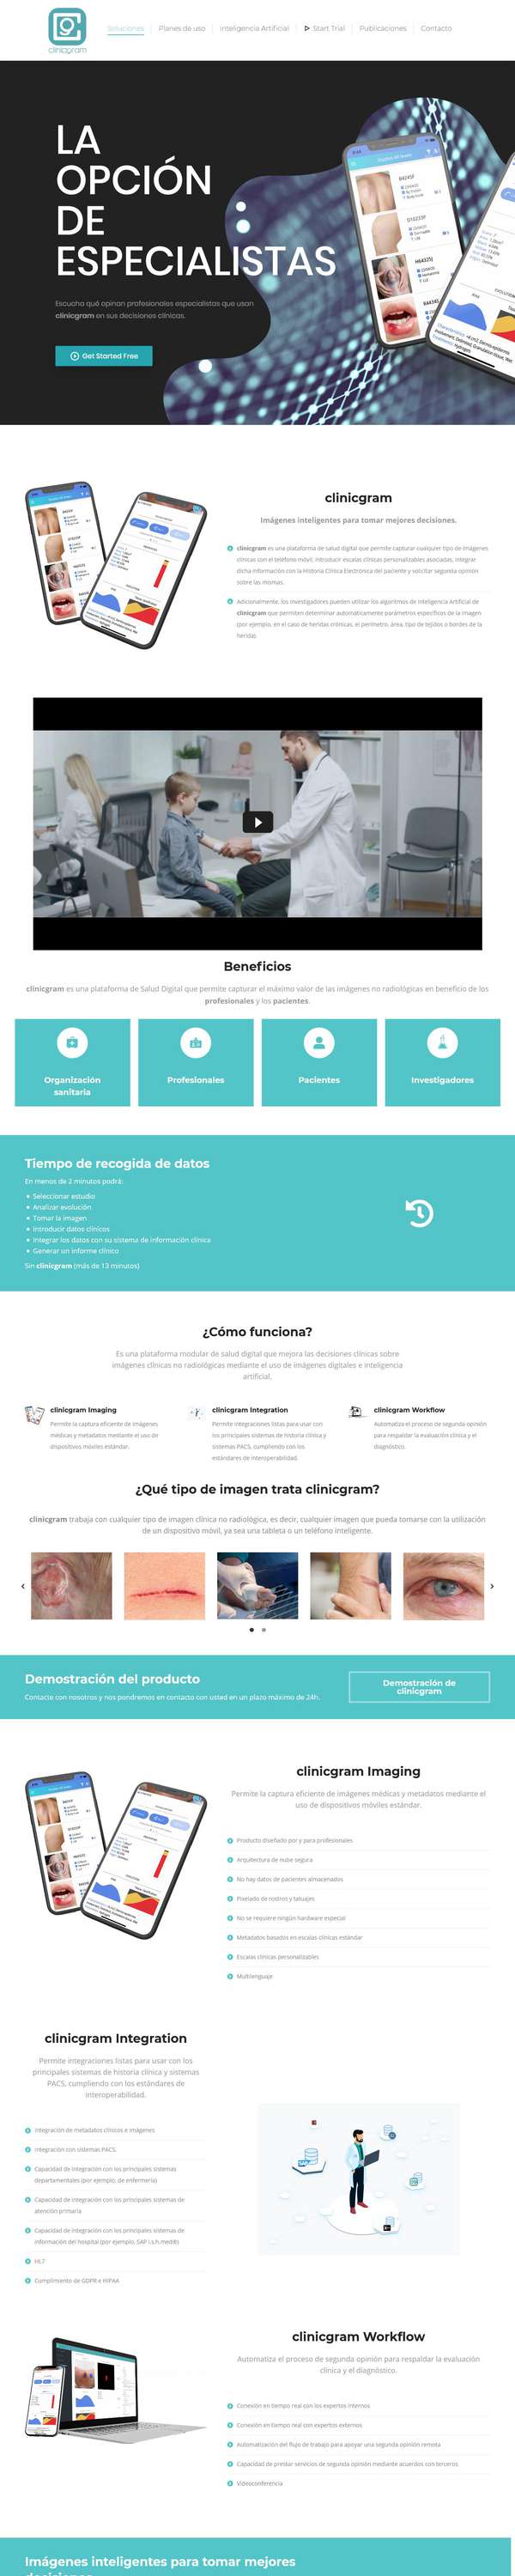 clinicgram
Soluciones
Planes de uso
Inteligencia Artificial
Start Trial
Publicaciones
Contacto
LA
OPCIÓN
DE
ESPECIALISTAS
Escucha qué opinan profesionales especialistas que usan
clinicgram en sus decisiones clínicas.
Get Started Free
clinicgram
Imágenes inteligentes para tomar mejores decisiones.
clinicgram es una plataforma de salud digital que permite capturar cualquier tipo de imágenes
clínicas con el teléfono móvil, introducir escalas clínicas personalizables asociadas, integrar
dicha información con la Historia Clínica Electrónica del paciente y solicitar segunda opinión
sobre las mismas.
Adicionalmente, los investigadores pueden utilizar los algoritmos de Inteligencia Artificial de
clinicgram que permiten determinar automáticamente parámetros específicos de la imagen
(por ejemplo, en el caso de heridas crónicas, el perímetro, área, tipo de tejidos o bordes de la
herida).
Beneficios
clinicgram es una plataforma de Salud Digital que permite capturar el máximo valor de las imágenes no radiológicas en beneficio de los
profesionales y los pacientes.
Organización
sanitaria
Profesionales
Pacientes
Investigadores
Tiempo de recogida de datos
En menos de 2 minutos podrá:
Seleccionar estudio
Analizar evolución
Tomar la imagen
Introducir datos clínicos
Integrar los datos con su sistema de información clínica
Generar un informe clínico
Sin clinicgram (más de 13 minutos)
¿Cómo funciona?
Es una plataforma modular de salud digital que mejora las decisiones clínicas sobre
imágenes clínicas no radiológicas mediante el uso de imágenes digitales e inteligencia
artificial.
clinicgram Imaging
Permite la captura eficiente de imágenes
médicas y metadatos mediante el uso de
dispositivos móviles estándar.
clinicgram Integration
Permite integraciones listas para usar con
los principales sistemas de historia clínica y
sistemas PACS, cumpliendo con los
estándares de interoperabilidad.
clinicgram Workflow
Automatiza el proceso de segunda opinión
para respaldar la evaluación clínica y el
diagnóstico.
¿Qué tipo de imagen trata clinicgram?
clinicgram trabaja con cualquier tipo de imagen clínica no radiológica, es decir, cualquier imagen que pueda tomarse con la utilización
de un dispositivo móvil, ya sea una tableta o un teléfono inteligente.
Demostración del producto
Contacte con nosotros y nos pondremos en contacto con usted en un plazo máximo de 24h.
Demostración de
clinicgram
clinicgram Imaging
Permite la captura eficiente de imágenes médicas y metadatos mediante el
uso de dispositivos móviles estándar.
Producto diseñado por y para profesionales
Arquitectura de nube segura
No hay datos de pacientes almacenados
Pixelado de rostros y tatuajes
No se requiere ningún hardware especial
Metadatos basados en escalas clínicas estándar
Escalas clínicas personalizables
Multilenguaje
clinicgram Integration
Permite integraciones listas para usar con los
principales sistemas de historia clínica y sistemas
PACS, cumpliendo con los estándares de
interoperabilidad.
Integración de metadatos clínicos e imágenes
Integración con sistemas PACS.
Capacidad de integración con los principales sistemas
departamentales (por ejemplo, de enfermería)
Capacidad de integración con los principales sistemas de
atención primaria
Capacidad de integración con los principales sistemas de
información del hospital (por ejemplo, SAP i.s.h.med®)
HL7
Cumplimiento de GDPR e HIPAA
SAP
clinicgram Workflow
Automatiza el proceso de segunda opinión para respaldar la evaluación
clínica y el diagnóstico.
Conexión en tiempo real con los expertos internos
Conexión en tiempo real con expertos externos
Automatización del flujo de trabajo para apoyar una segunda opinión remota
Capacidad de prestar servicios de segunda opinión mediante acuerdos con terceros
Videoconferencia
Imágenes inteligentes para tomar mejores